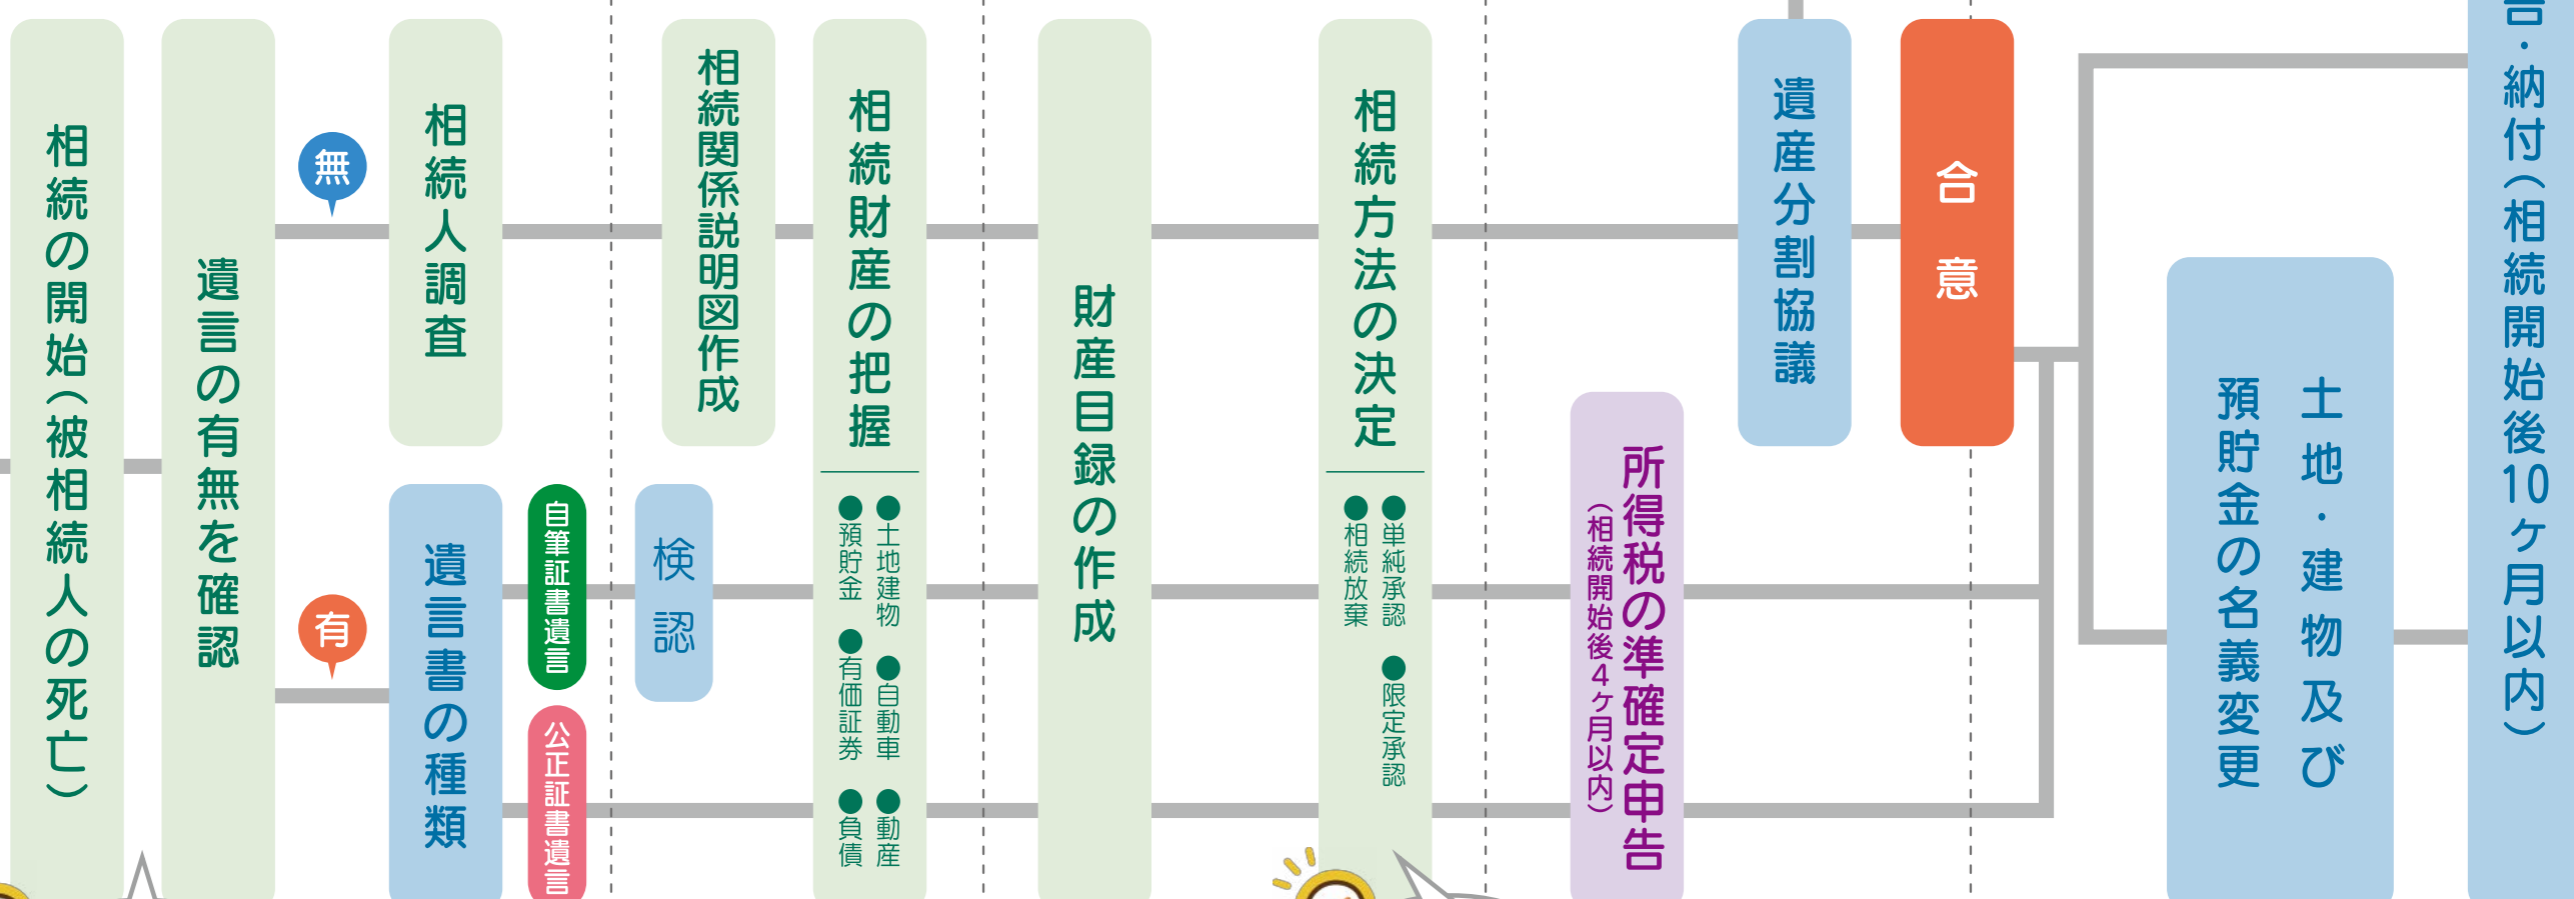 相続の開始（被相続人の死亡）
遺言の有無を確認
無
有
相続人調査
遺言書の種類
自筆証書遺言
公正証書遺言
相続関係説明図作成
検認
相続財産の把握
●土地建物 ●自動車 ●動産
●預貯金 ●有価証券 ●負債
財産目録の作成
相続方法の決定
●単純承認 ●限定承認
●相続放棄
所得税の準確定申告
（相続開始後4ヶ月以内）
遺産分割協議
合意
土地・建物及び
預貯金の名義変更
告・納付（相続開始後10ヶ月以内）